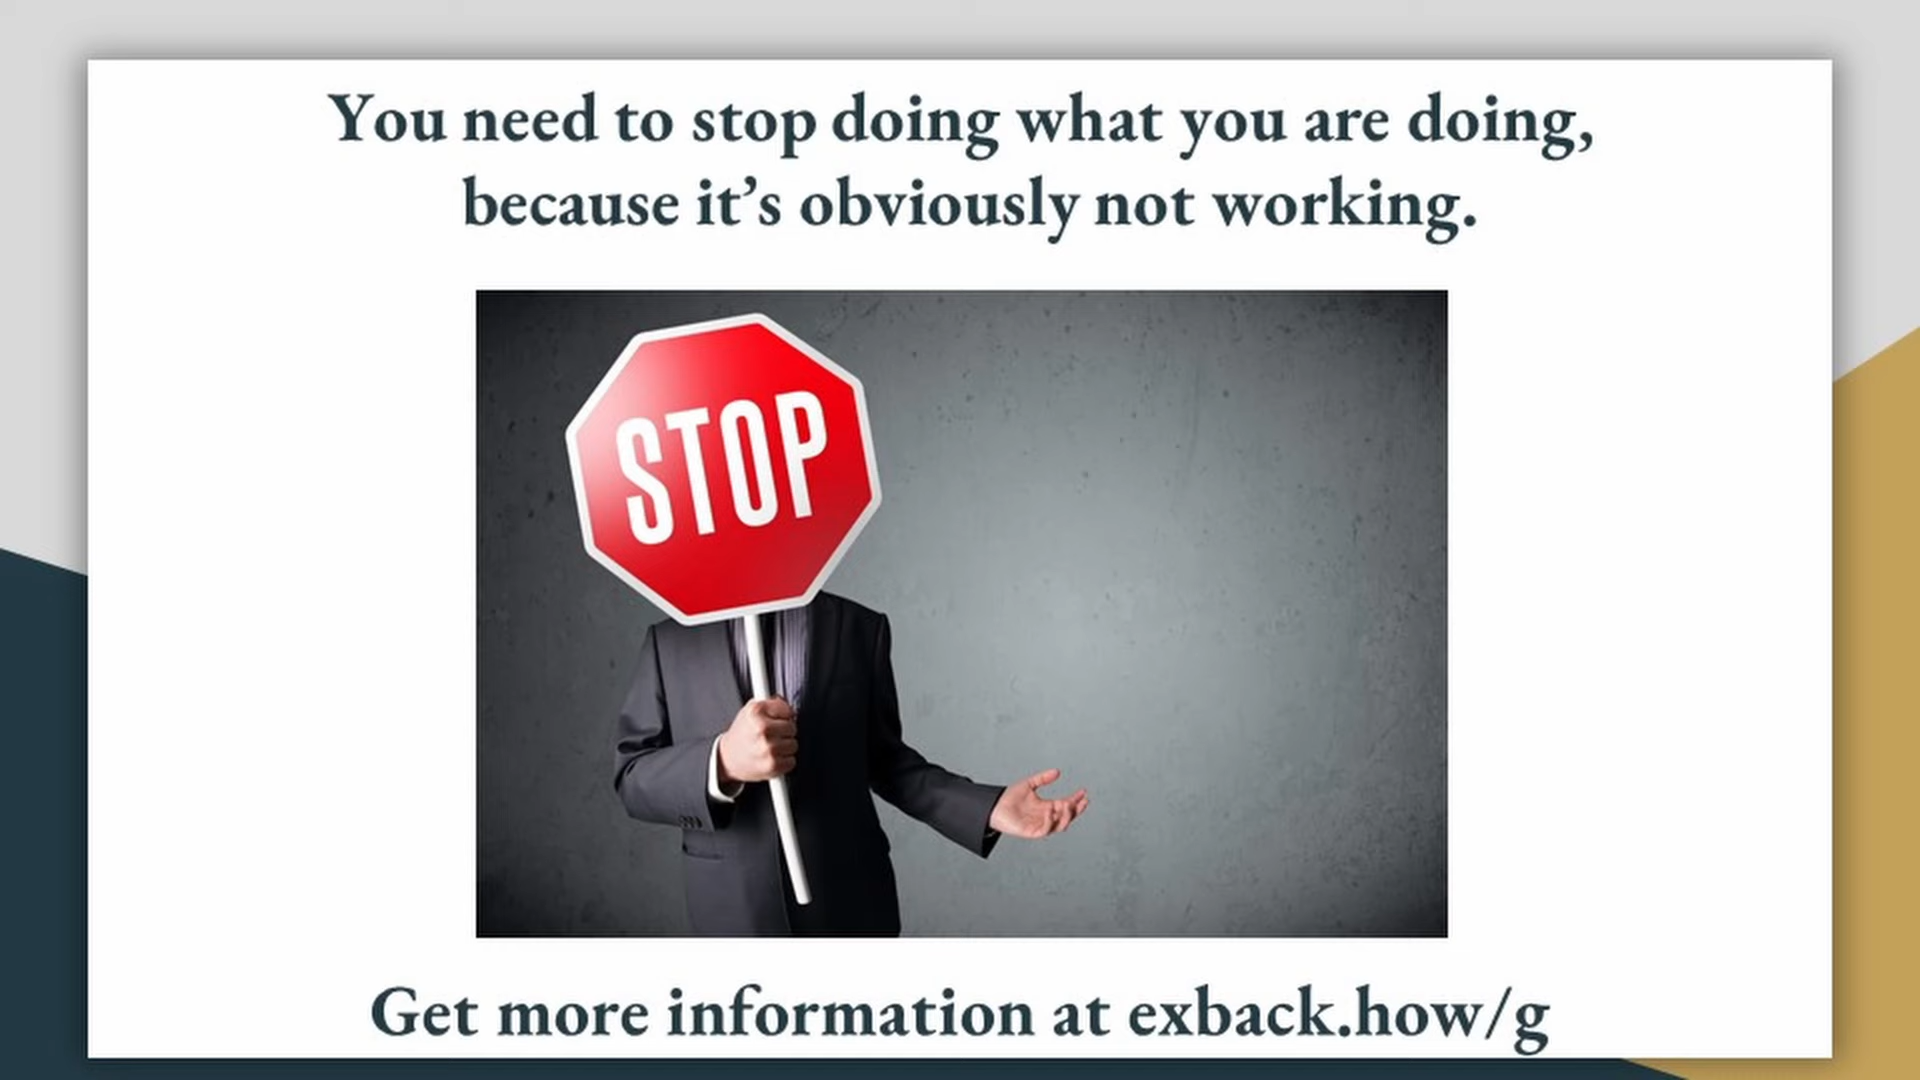 You need to stop doing what you are doing,
because it’s obviously not working.
STOP
Get more information at exback.how/g